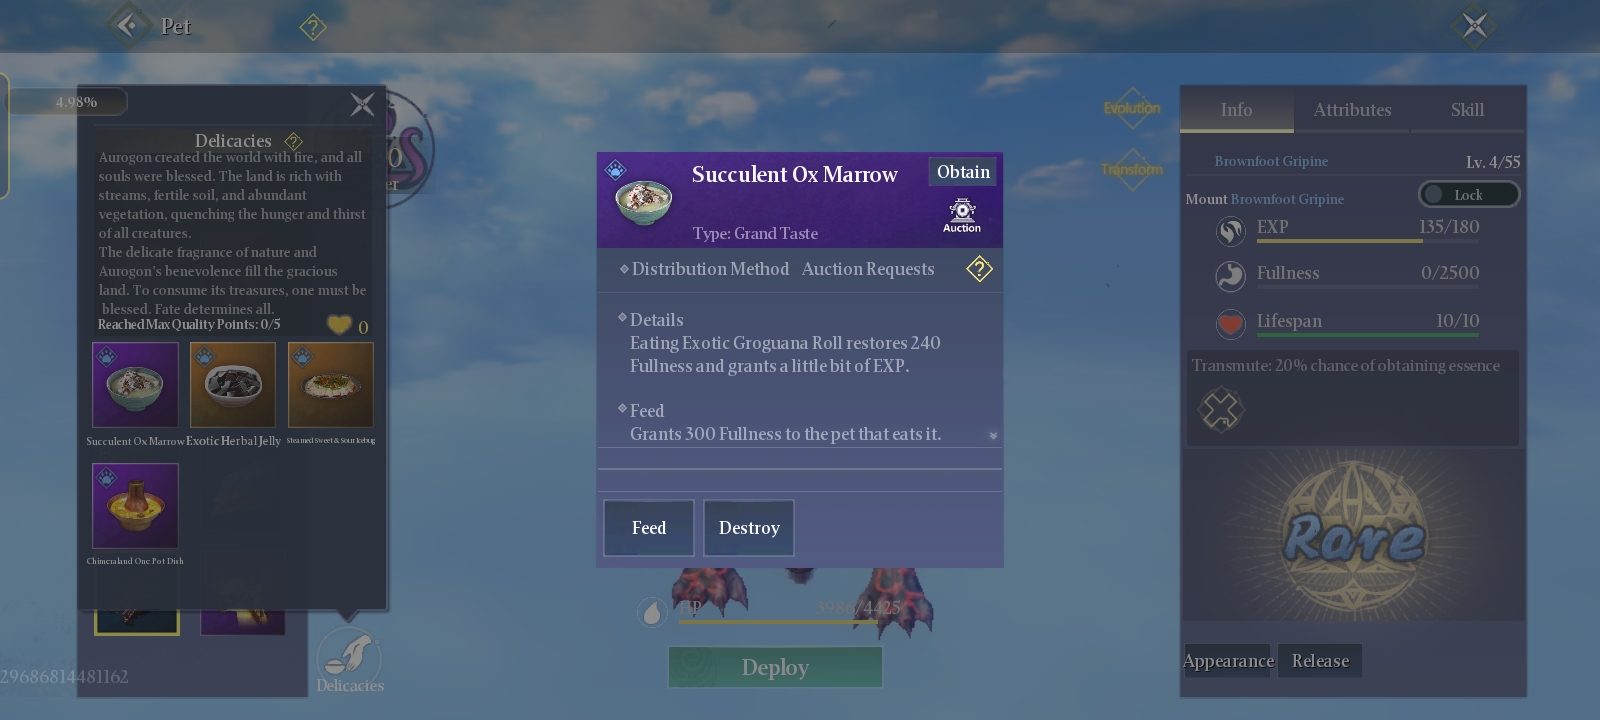 Pet
?
4.98%
Delicacies ?
Aurogon created the world with fire, and all
souls were blessed. The land is rich with
streams, fertile soil, and abundant
vegetation, quenching the hunger and thirst
of all creatures.
The delicate fragrance of nature and
Aurogon's benevolence fill the gracious
land. To consume its treasures, one must be
blessed. Fate determines all.
Reached Max Quality Points: 0/5
0
Succulent Ox Marrow
Exotic Herbal Jelly
Steamed Sweet & Sour Icebug
Chimeraland One Pot Dish
29686814481162
Delicacies
Succulent Ox Marrow
Obtain
Type: Grand Taste
Auction
Distribution Method Auction Requests ?
Details
Eating Exotic Groguana Roll restores 240
Fullness and grants a little bit of EXP.
Feed
Grants 300 Fullness to the pet that eats it.
Feed
Destroy
HP 3986/4425
Deploy
Evolution
Transform
Info Attributes Skill
Brownfoot Gripine Lv. 4/55
Mount Brownfoot Gripine Lock
EXP 135/180
Fullness 0/2500
Lifespan 10/10
Transmute: 20% chance of obtaining essence
Rare
Appearance Release